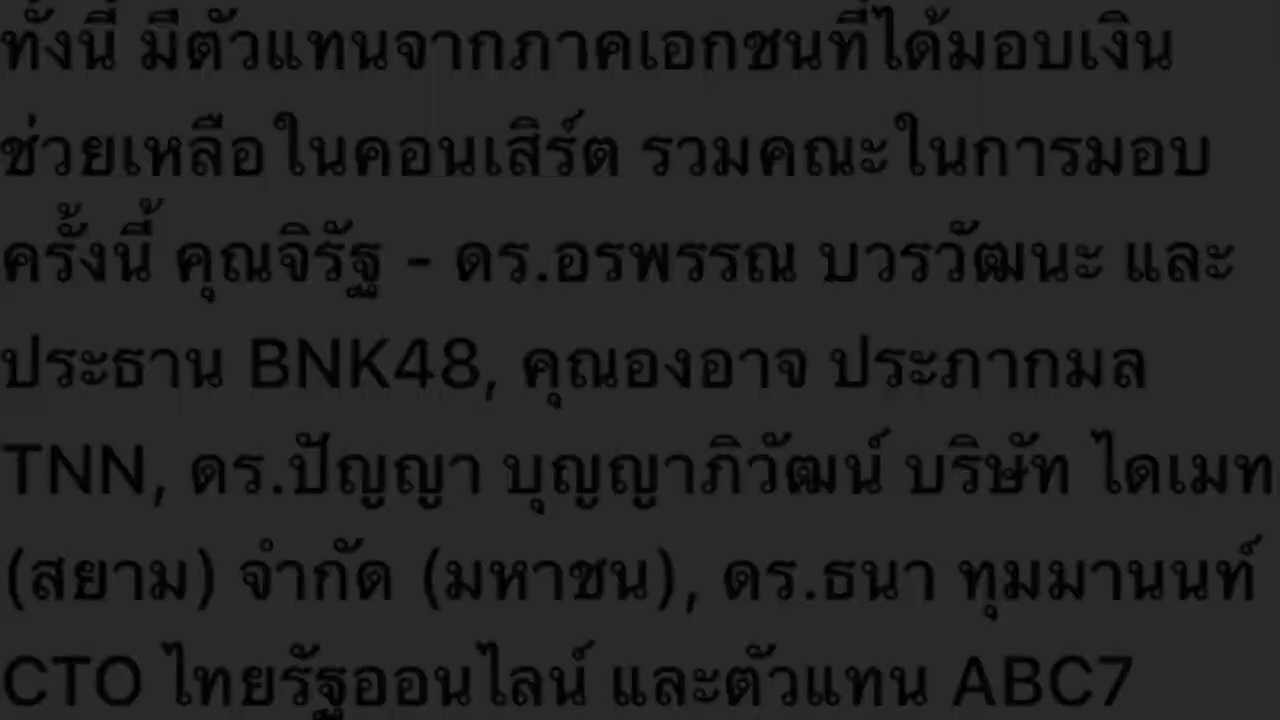 ทั้งนี้ มีตัวแทนจากภาคเอกชนที่ได้มอบเงิน
ช่วยเหลือในคอนเสิร์ต รวมคณะในการมอบ
ครั้งนี้ คุณจิรัฐ - ดร.อรพรรณ บวรวัฒนะ และ
ประธาน BNK48, คุณองอาจ ประภากมล
TNN, ดร.ปัญญา บุญญาภิวัฒน์ บริษัท ไดเมท
(สยาม) จำกัด (มหาชน), ดร.ธนา ทุมมานนท์
CTO ไทยรัฐออนไลน์ และตัวแทน ABC7